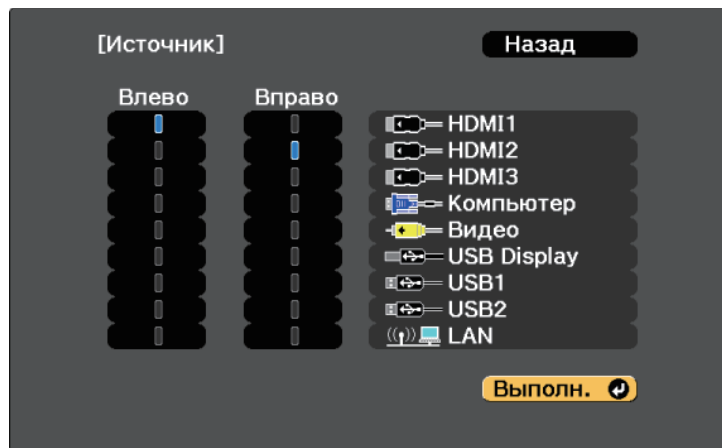 [Источник] Назад
Влево Вправо
HDMI1
HDMI2
HDMI3
Компьютер
Видео
USB Display
USB1
USB2
LAN
Выполн.